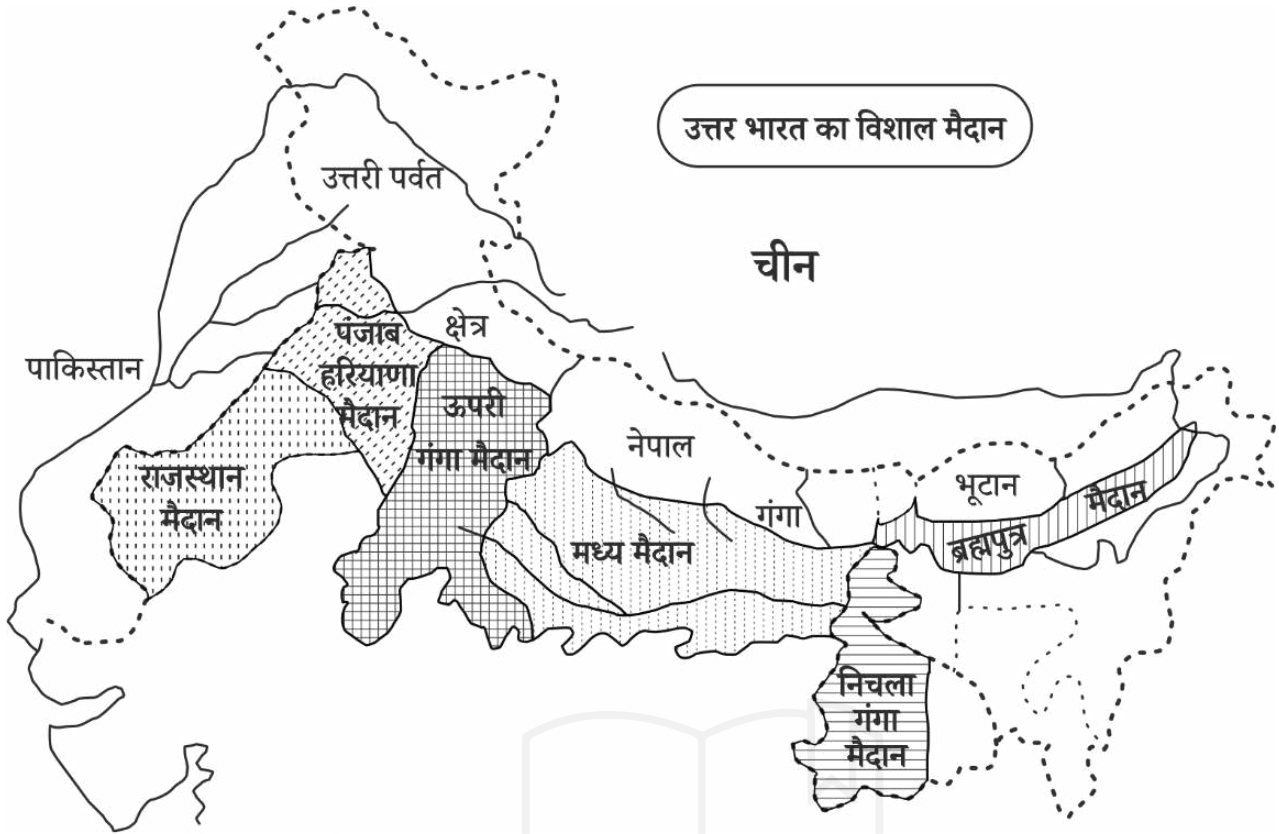 उत्तर भारत का विशाल मैदान
उत्तरी पर्वत
चीन
क्षेत्र
पंजाब
हरियाणा
मैदान
पाकिस्तान
ऊपरी
गंगा मैदान
राजस्थान
मैदान
नेपाल
गंगा
मध्य मैदान
भूटान
ब्रह्मपुत्र
मैदान
निचला
गंगा
मैदान